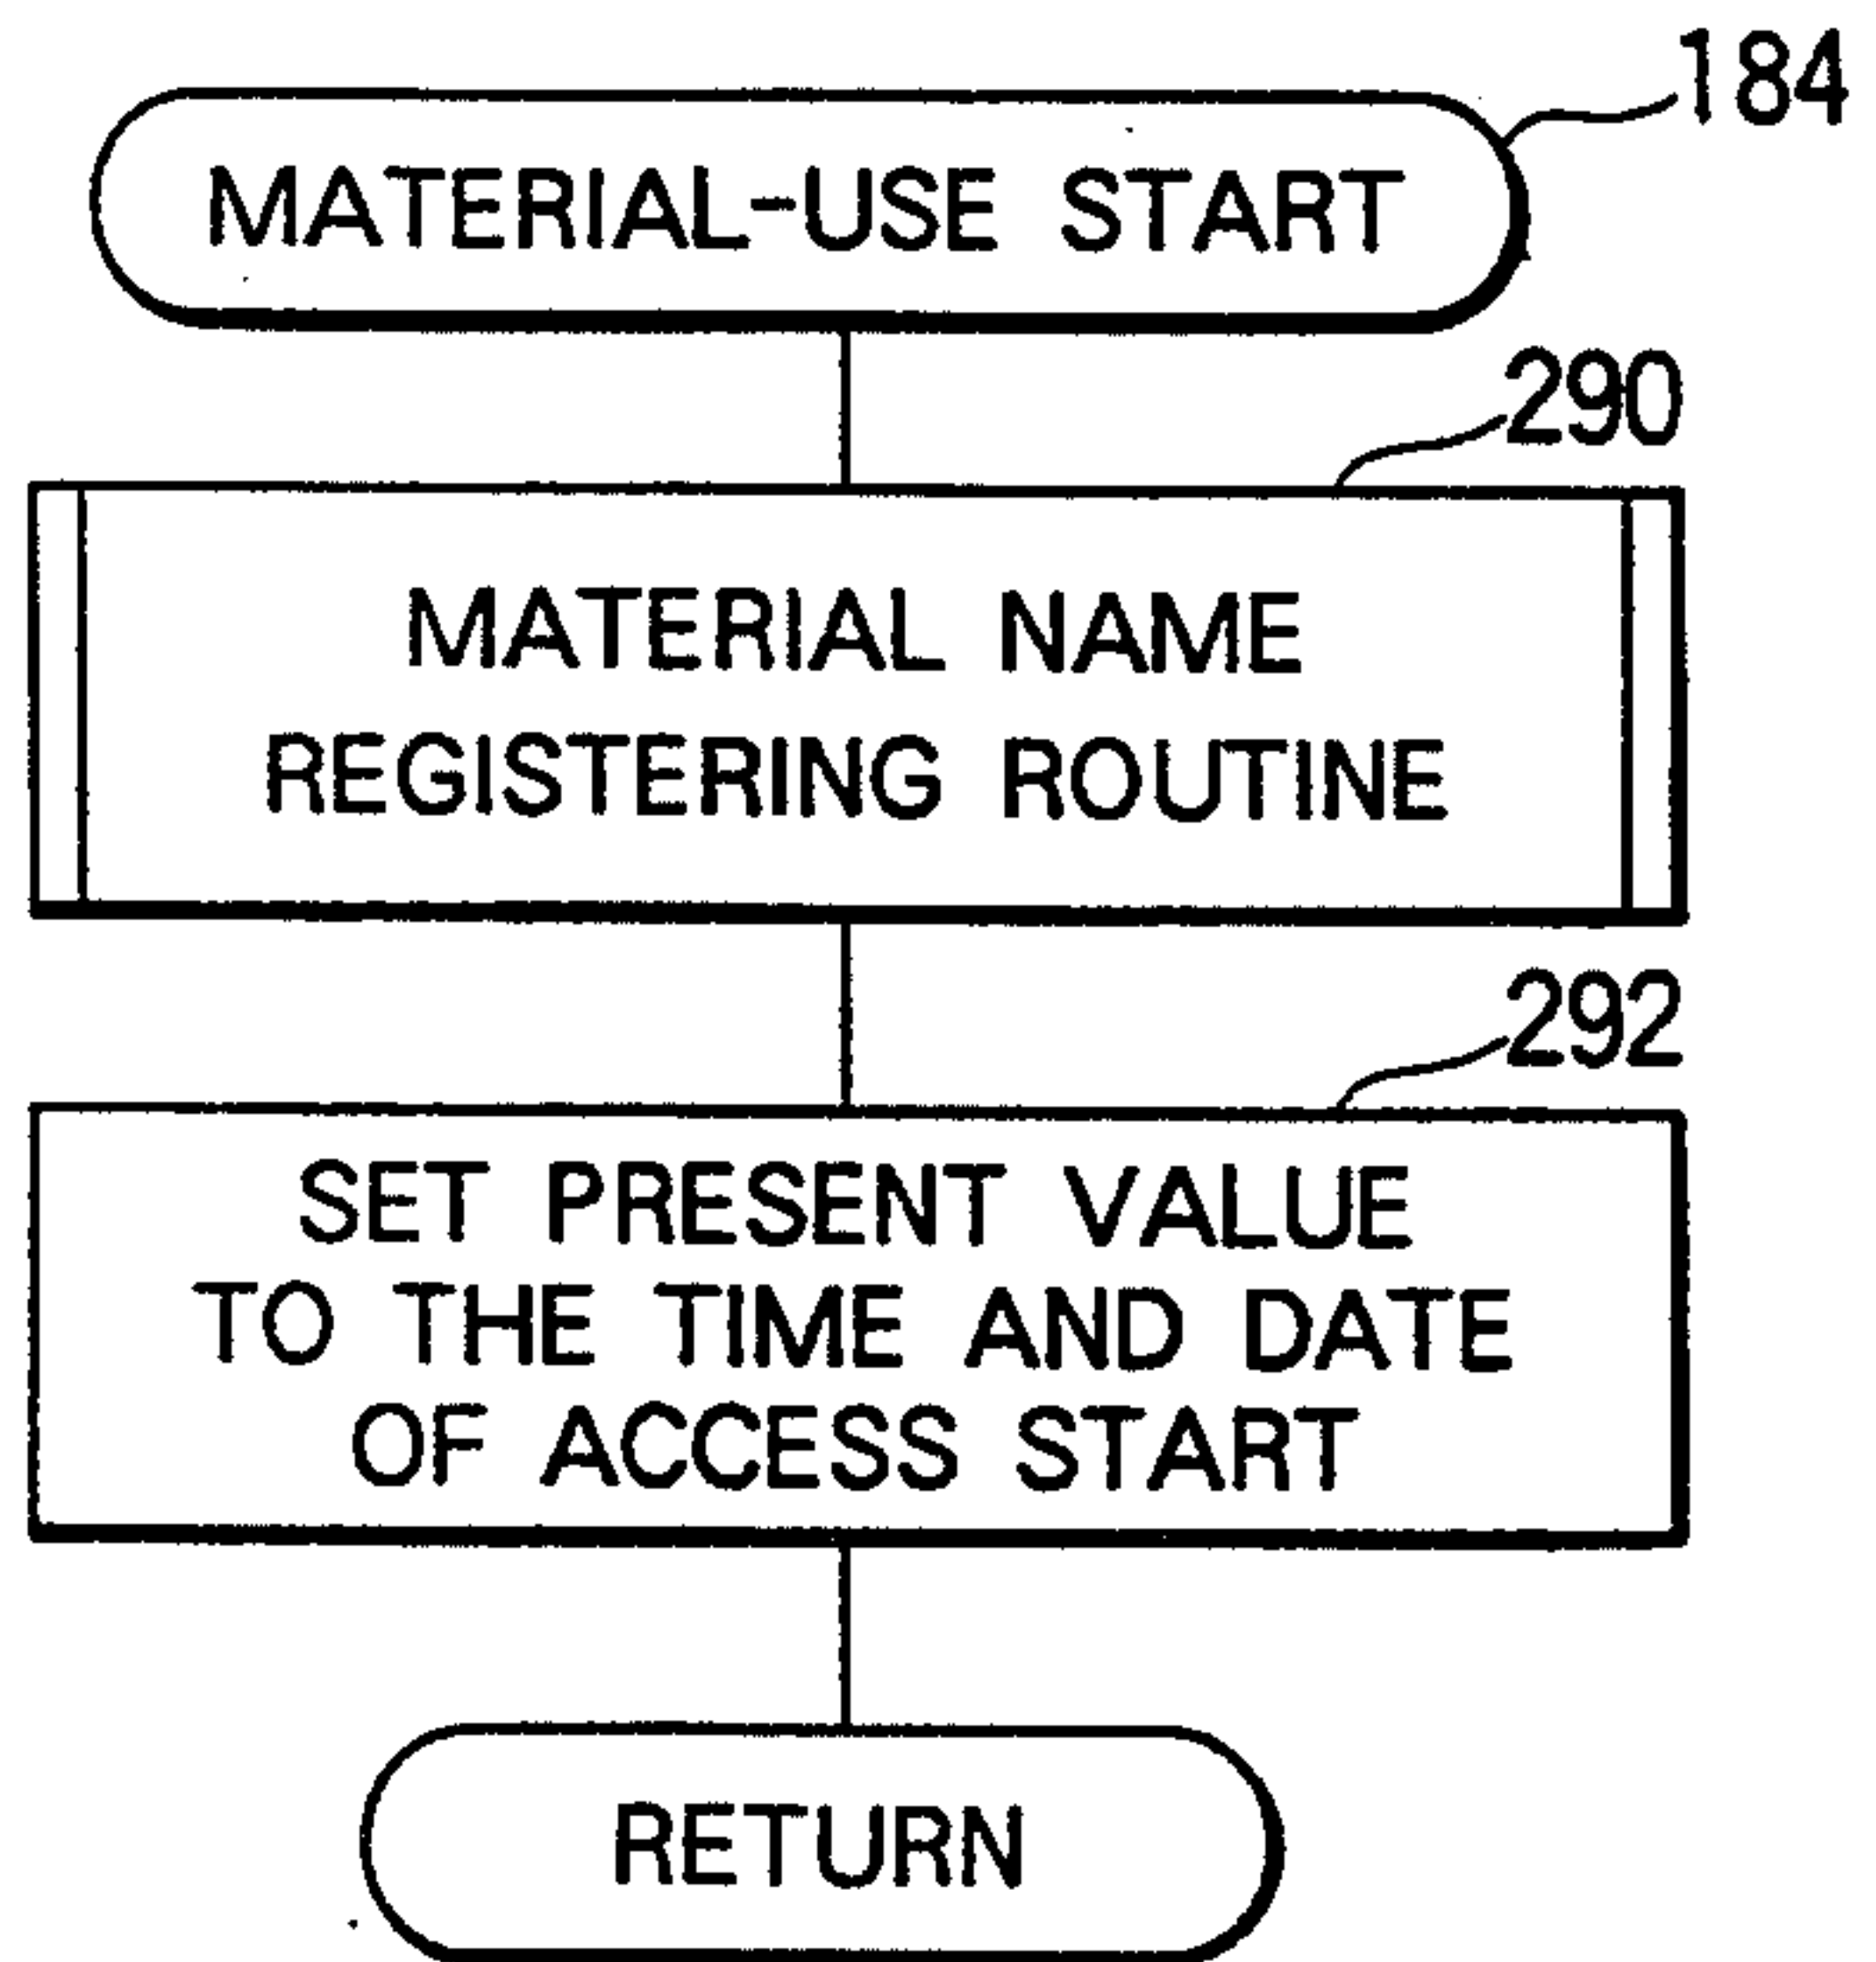 184
MATERIAL-USE START
290
MATERIAL NAME
REGISTERING ROUTINE
292
SET PRESENT VALUE
TO THE TIME AND DATE
OF ACCESS START
RETURN